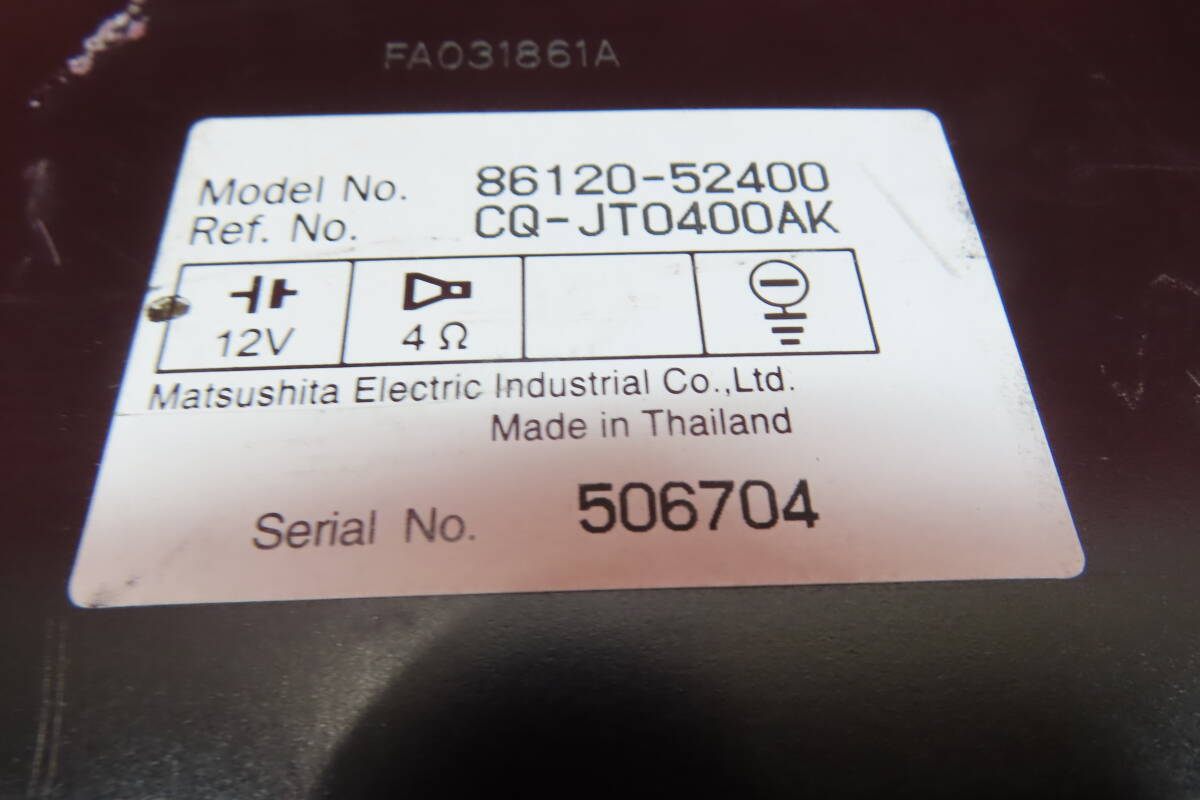 FA031861A
Model No. 86120-52400
Ref. No. CQ-JT0400AK
12V 4Ω
Matsushita Electric Industrial Co.,Ltd.
Made in Thailand
Serial No. 506704